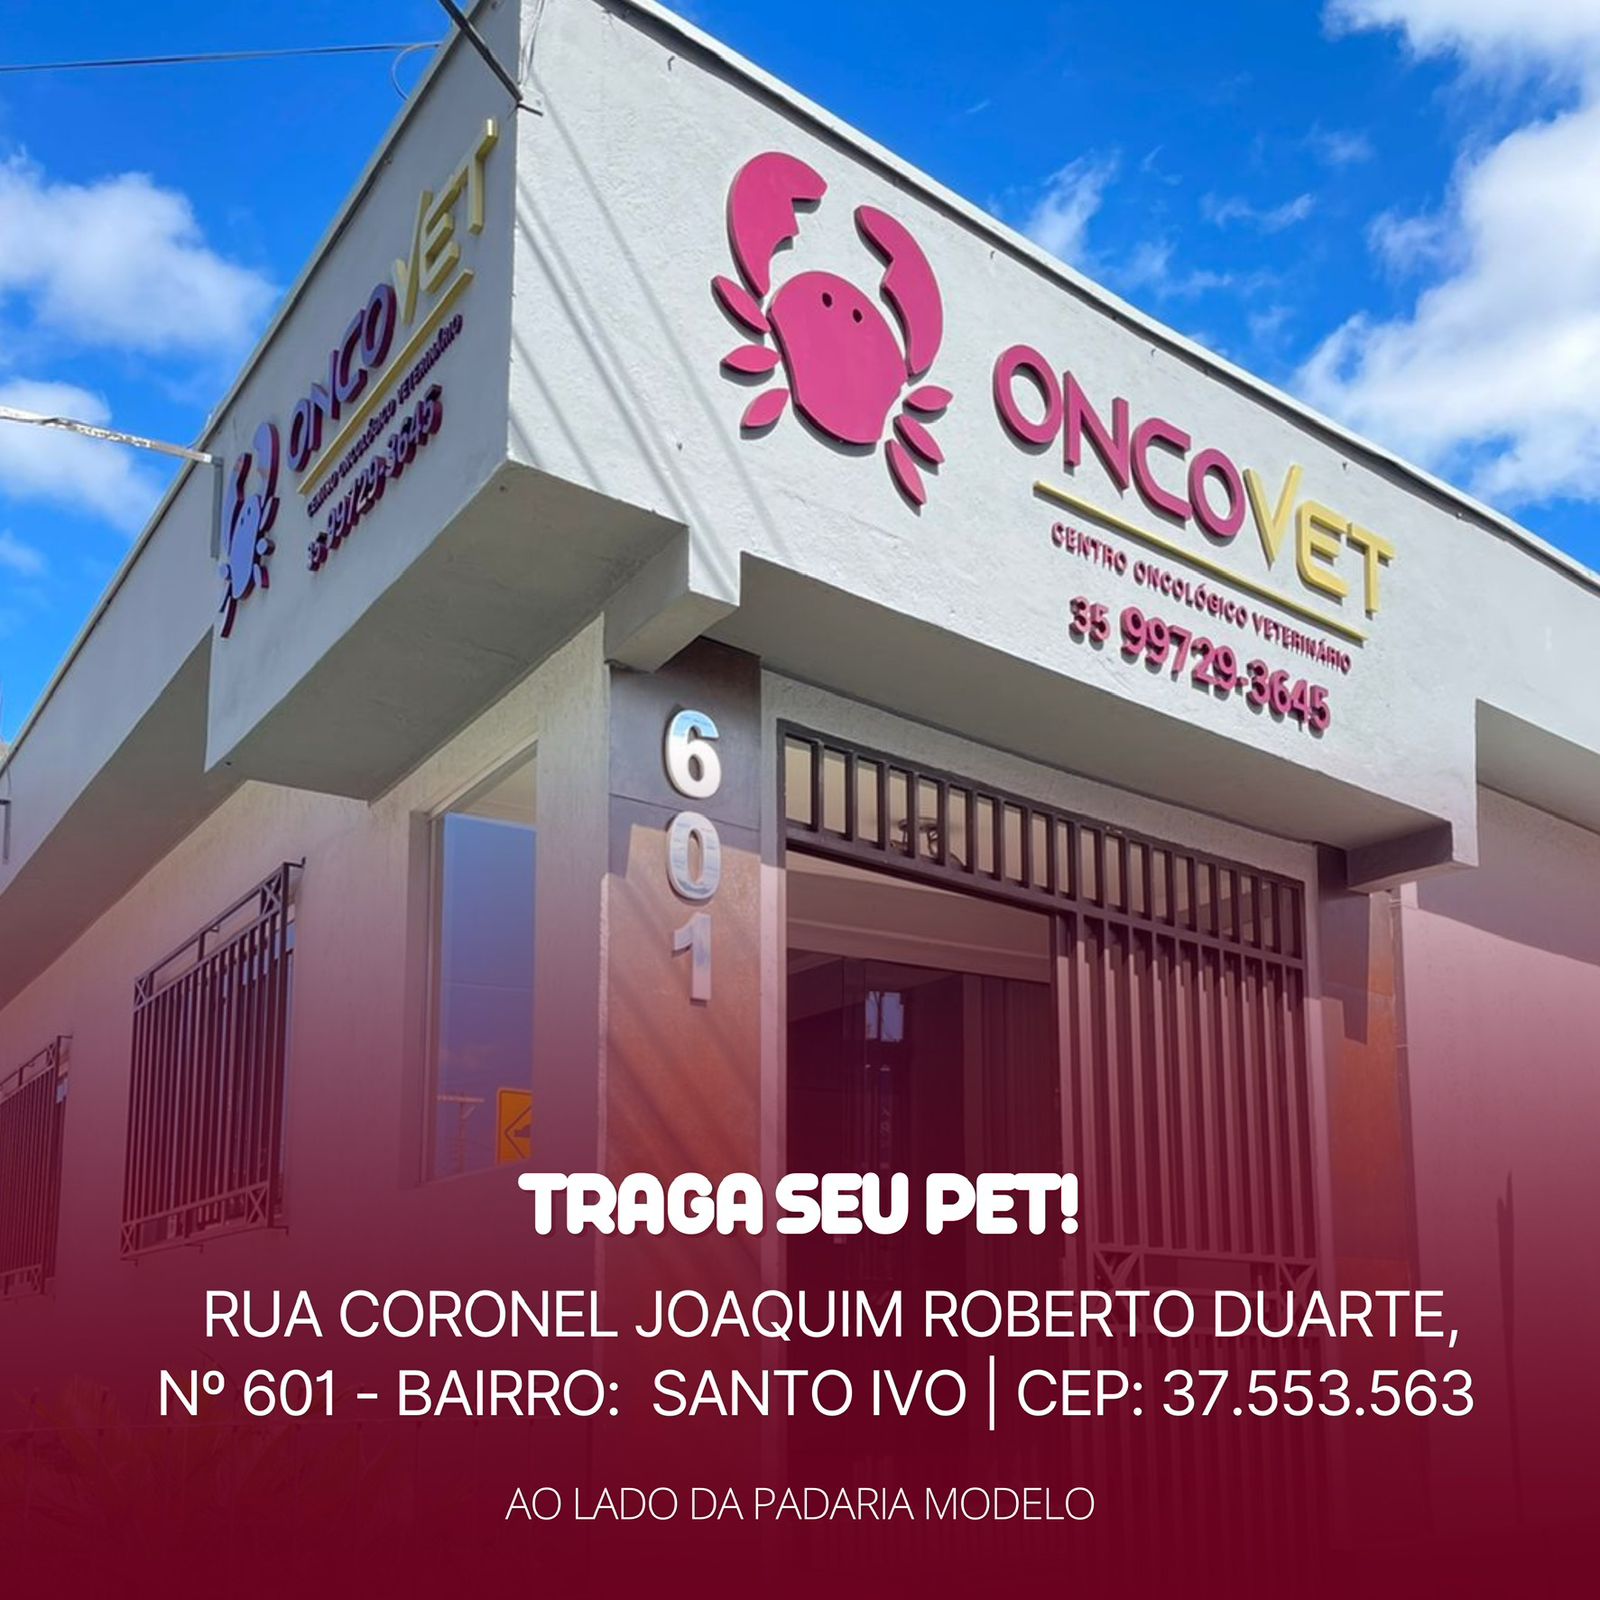 ONCOVET
CENTRO ONCOLÓGICO VETERINÁRIO
35 99729-3645
ONCOVET
CENTRO ONCOLÓGICO VETERINÁRIO
35 99729-3645
601
TRAGA SEU PET!
RUA CORONEL JOAQUIM ROBERTO DUARTE,
Nº 601 - BAIRRO: SANTO IVO | CEP: 37.553.563
AO LADO DA PADARIA MODELO